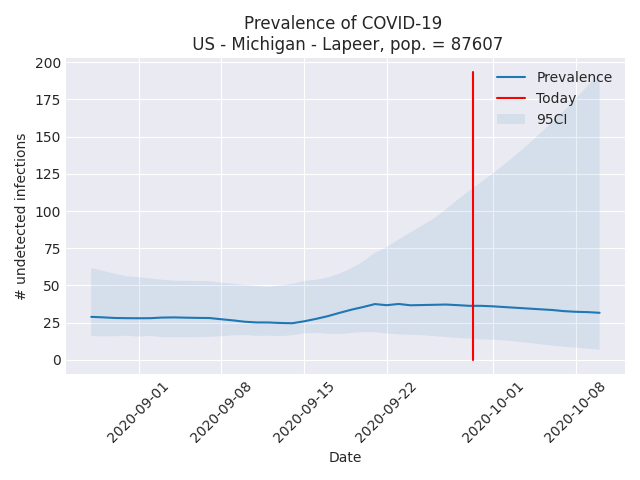 Prevalence of COVID-19
US - Michigan - Lapeer, pop. = 87607
# undetected infections
200
175
150
125
100
75
50
25
0
Prevalence
Today
95CI
2020-09-01
2020-09-08
2020-09-15
2020-09-22
2020-10-01
2020-10-08
Date